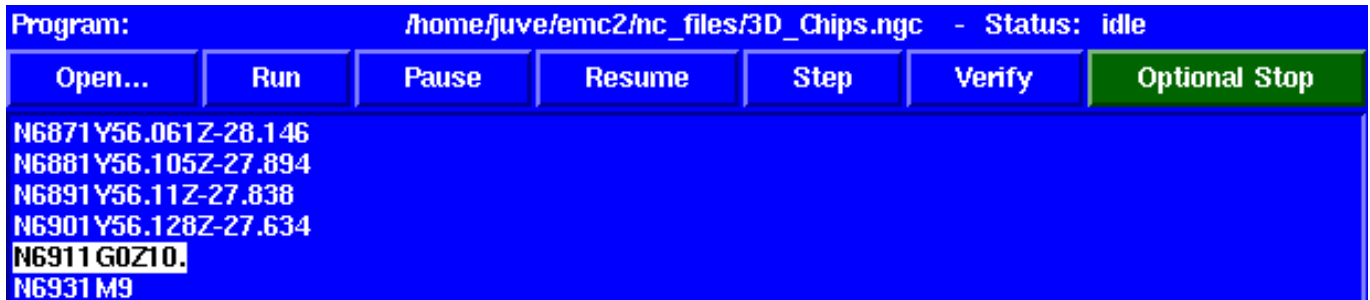 Program: /home/juve/emc2/nc_files/3D_Chips.ngc - Status: idle
Open... Run Pause Resume Step Verify Optional Stop
N6871Y56.061Z-28.146
N6881Y56.105Z-27.894
N6891Y56.11Z-27.838
N6901Y56.128Z-27.634
N6911G0Z10.
N6931M9